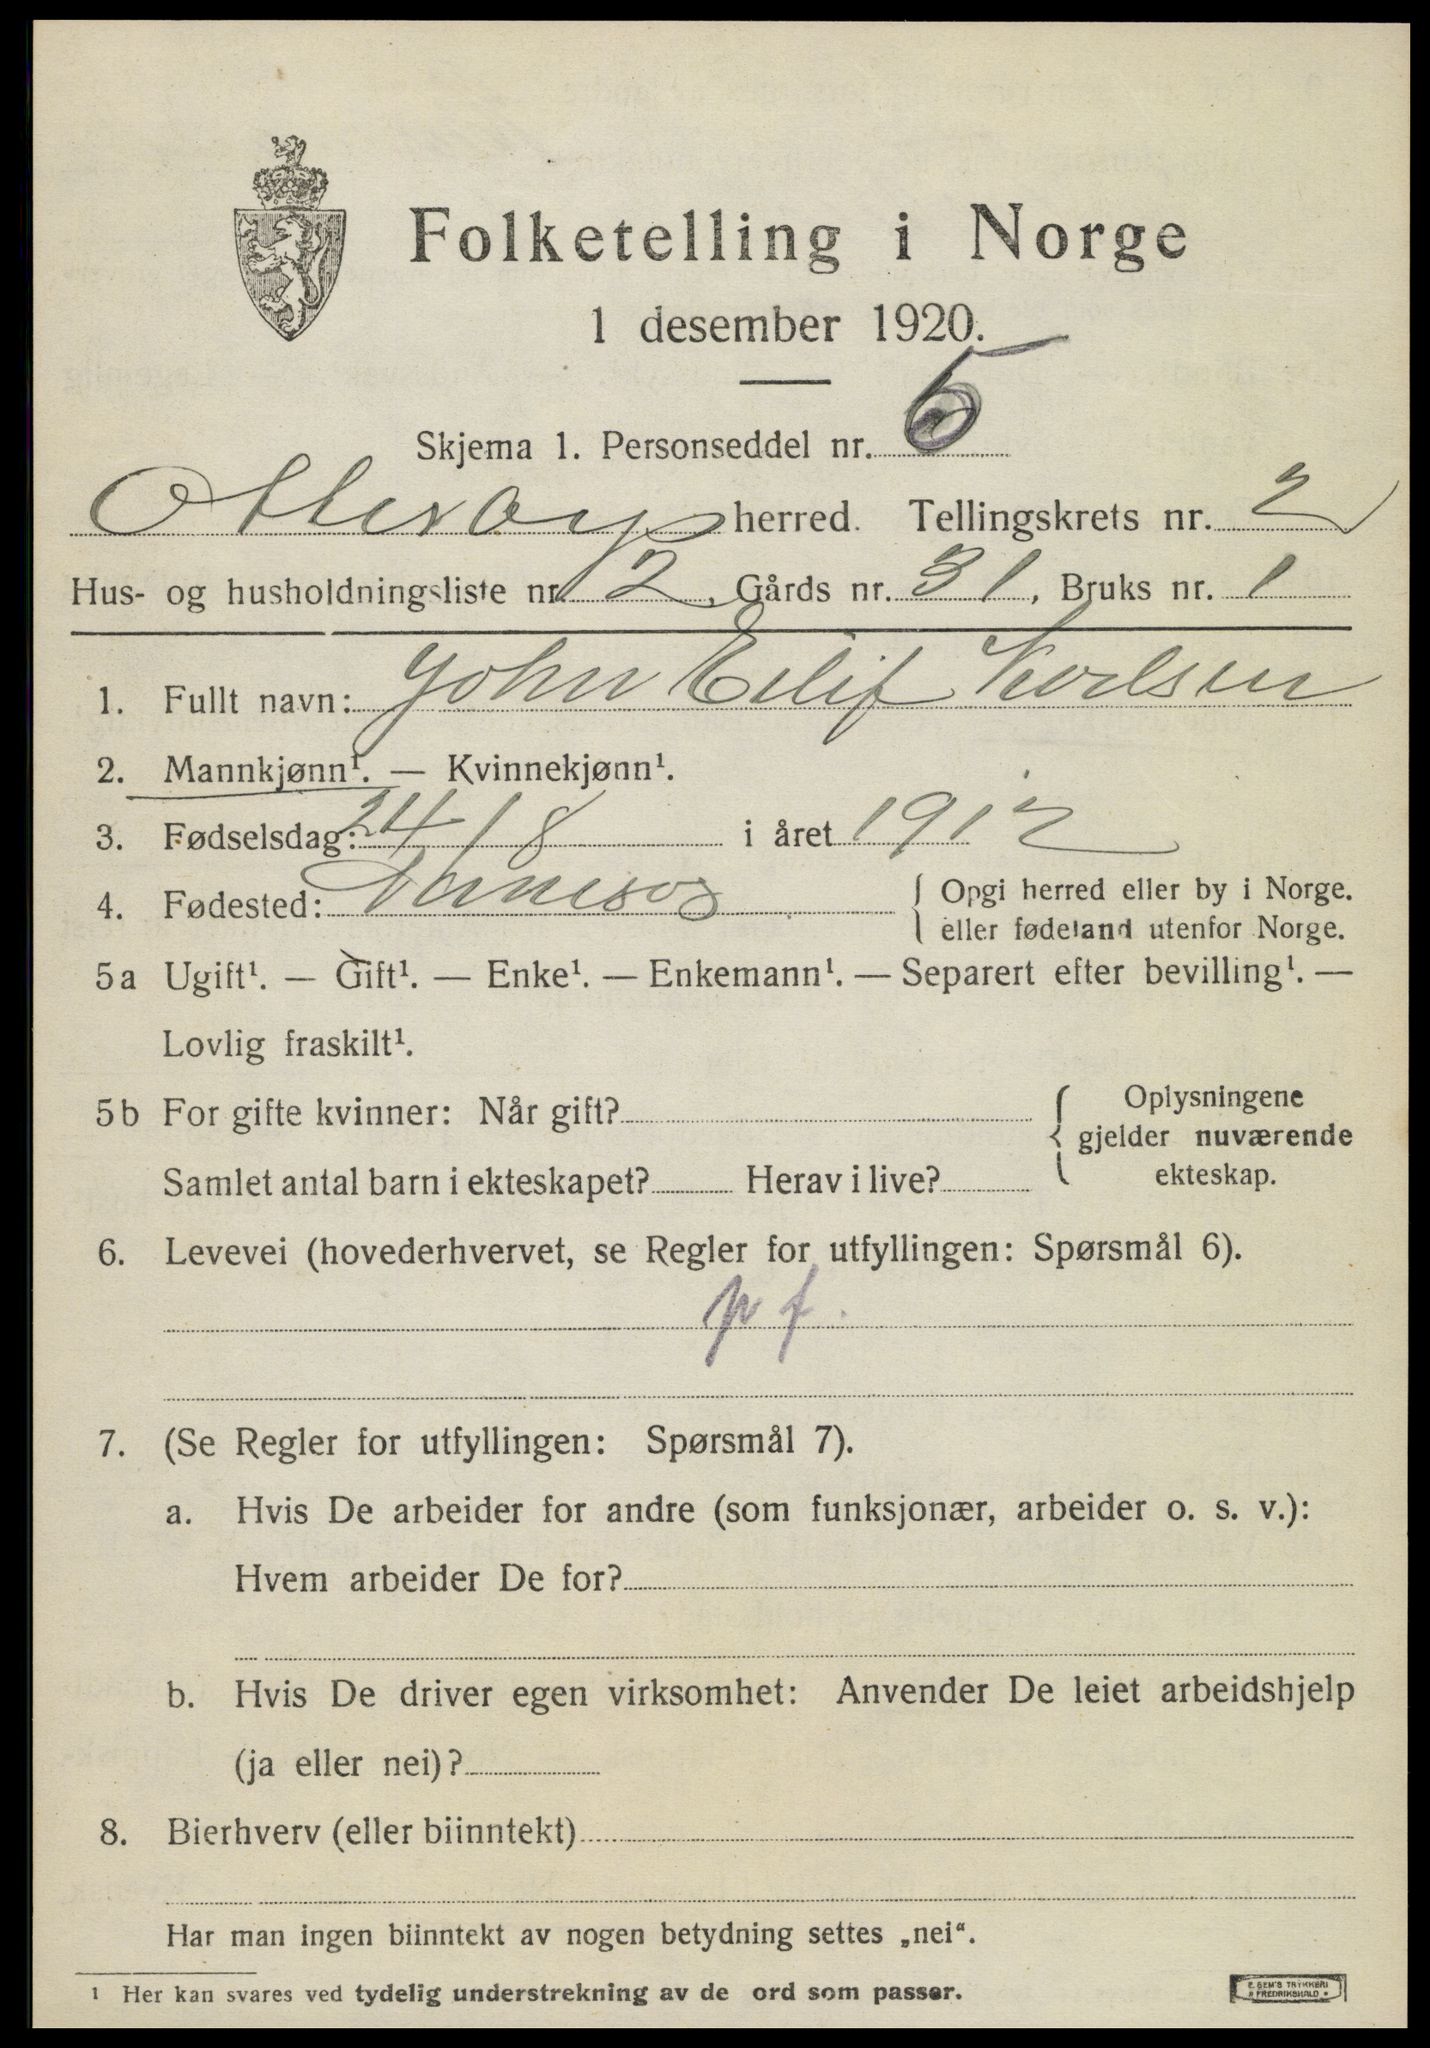 Folketelling i Norge
1 desember 1920.
Skjema 1. Personseddel nr. 5
Otterøy herred. Tellingskrets nr. 2
Hus- og husholdningsliste nr. 12, Gårds nr. 31, Bruks nr. 1
1. Fullt navn: John Eilif Karlsen
2. Mannkjønn¹. — Kvinnekjønn¹.
3. Fødselsdag: 24/8 i året 1912
4. Fødested: Namsos { Opgi herred eller by i Norge.
eller fødeland utenfor Norge.
5a Ugift¹. — Gift¹. — Enke¹. — Enkemann¹. — Separert efter bevilling¹. —
Lovlig fraskilt¹.
5b For gifte kvinner: Når gift? { Oplysningene
gjelder nuværende
Samlet antal barn i ekteskapet? Herav i live? ekteskap.
6. Levevei (hovederhvervet, se Regler for utfyllingen: Spørsmål 6).
p f.
7. (Se Regler for utfyllingen: Spørsmål 7).
a. Hvis De arbeider for andre (som funksjonær, arbeider o. s. v.):
Hvem arbeider De for?
b. Hvis De driver egen virksomhet: Anvender De leiet arbeidshjelp
(ja eller nei)?
8. Bierhverv (eller biinntekt)
Har man ingen biinntekt av nogen betydning settes „nei“.
1 Her kan svares ved tydelig understrekning av de ord som passer.
E. SEM'S TRYKKERI
FREDRIKSHALD